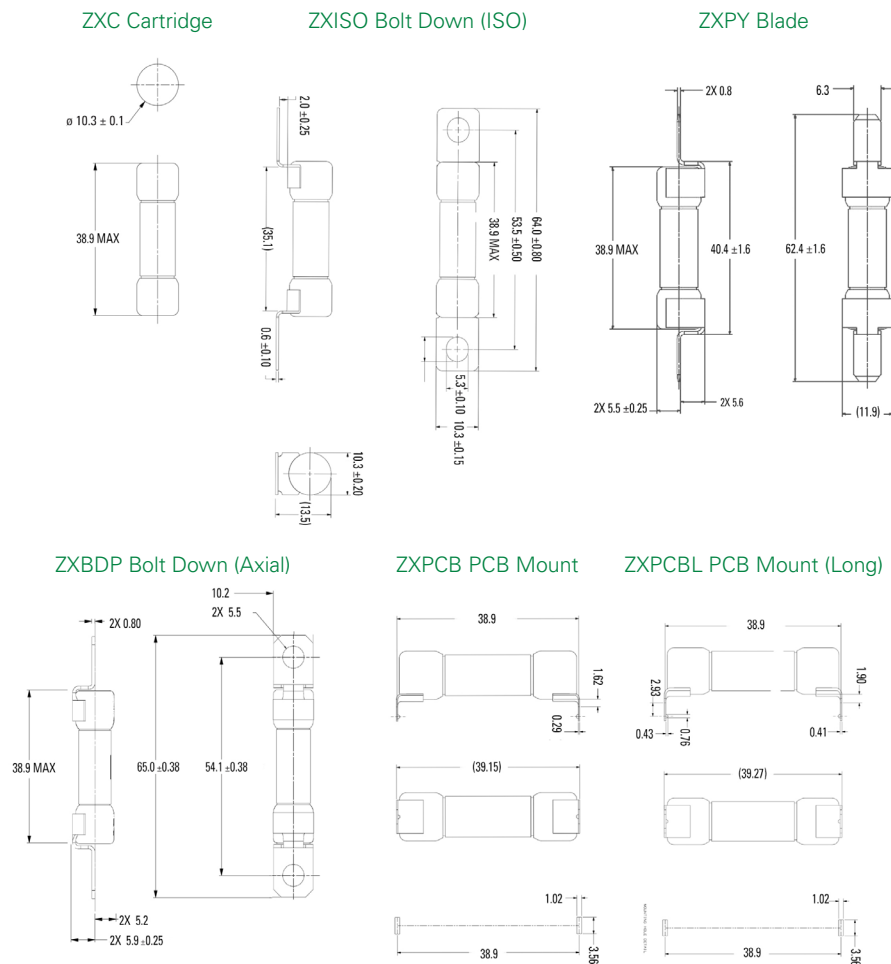 ZXC Cartridge
ZXISO Bolt Down (ISO)
ZXPY Blade
ø 10.3 ± 0.1
38.9 MAX
2.0 ±0.25
(35.1)
0.6 ±0.10
38.9 MAX
53.5 ±0.50
64.0 ±0.80
5.3 ±0.10
10.3 ±0.15
10.3 ±0.20
(13.5)
2X 0.8
38.9 MAX
40.4 ±1.6
2X 5.5 ±0.25
2X 5.6
6.3
62.4 ±1.6
(11.9)
ZXBDP Bolt Down (Axial)
ZXPCB PCB Mount
ZXPCBL PCB Mount (Long)
2X 0.80
38.9 MAX
2X 5.2
2X 5.9 ±0.25
10.2
2X 5.5
65.0 ±0.38
54.1 ±0.38
38.9
1.62
0.29
(39.15)
1.02
38.9
3.56
38.9
2.93
1.90
0.43
0.76
0.41
(39.27)
MOUNTING HOLE DETAIL
1.02
38.9
3.56